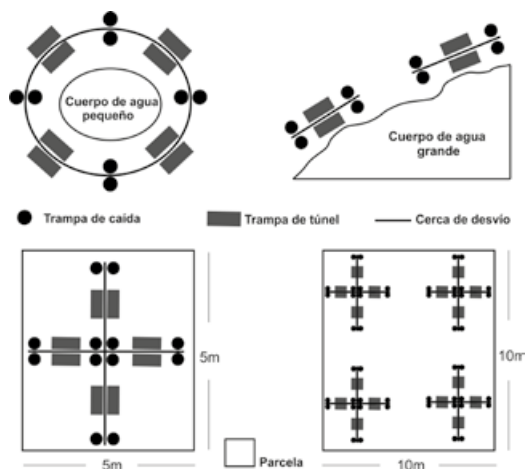 Cuerpo de agua
pequeño
Cuerpo de agua
grande
Trampa de caída
Trampa de túnel
Cerca de desvío
5m
10m
5m
Parcela
10m